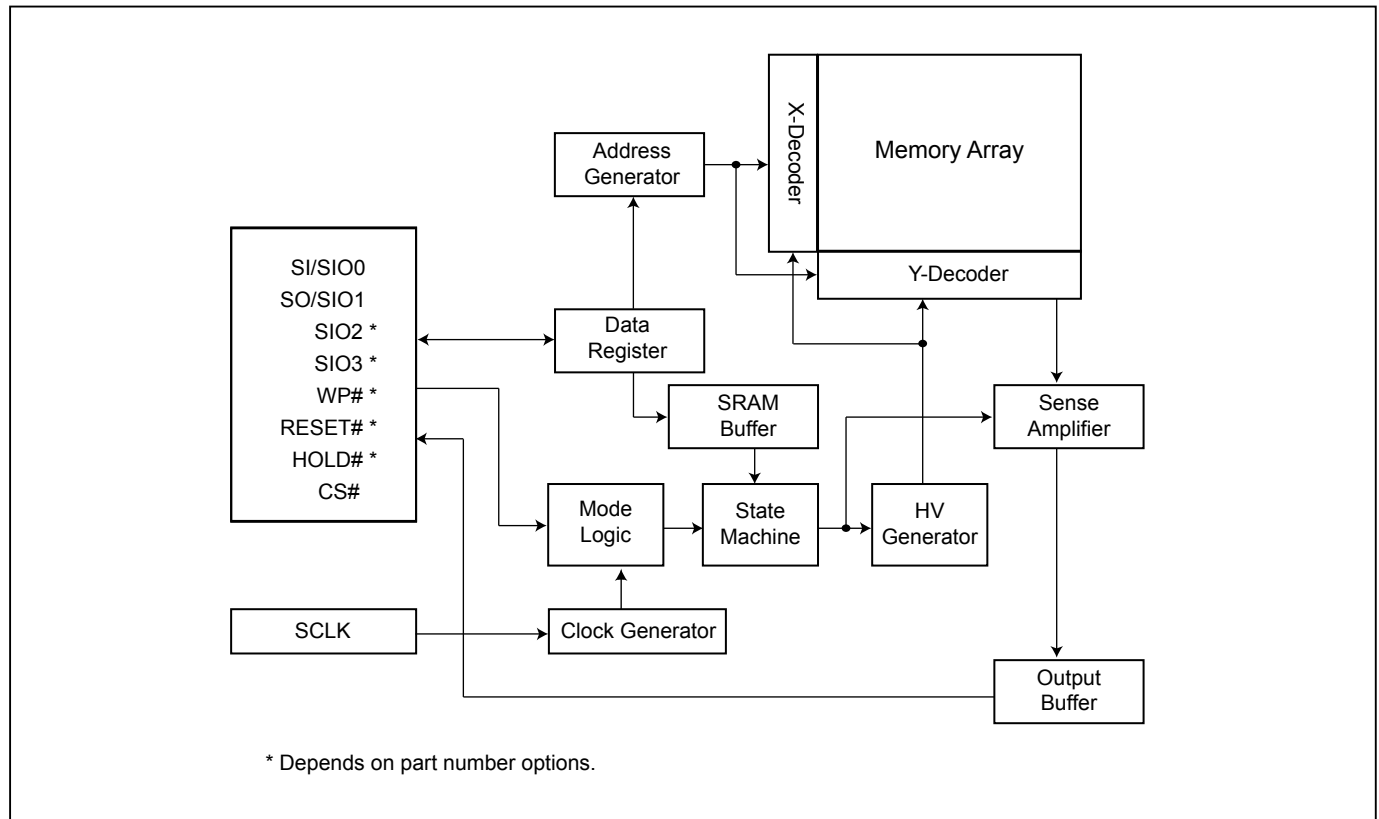 X-Decoder
Memory Array
Address
Generator
Y-Decoder
SI/SIO0
SO/SIO1
SIO2 *
SIO3 *
WP# *
RESET# *
HOLD# *
CS#
Data
Register
SRAM
Buffer
Sense
Amplifier
Mode
Logic
State
Machine
HV
Generator
SCLK
Clock Generator
Output
Buffer
* Depends on part number options.